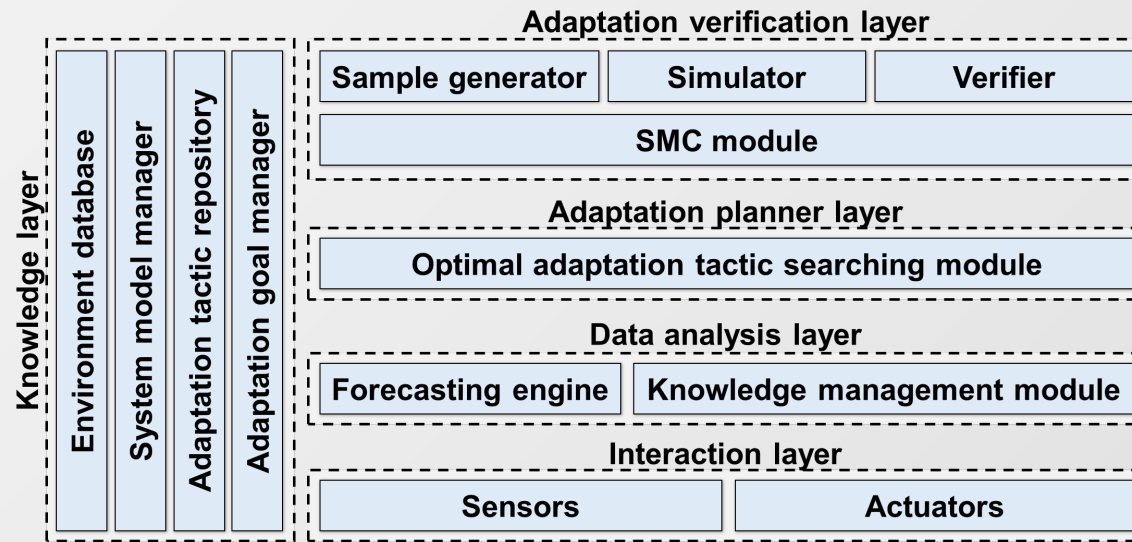 Knowledge layer
Environment database
System model manager
Adaptation tactic repository
Adaptation goal manager
Adaptation verification layer
Sample generator
Simulator
Verifier
SMC module
Adaptation planner layer
Optimal adaptation tactic searching module
Data analysis layer
Forecasting engine
Knowledge management module
Interaction layer
Sensors
Actuators